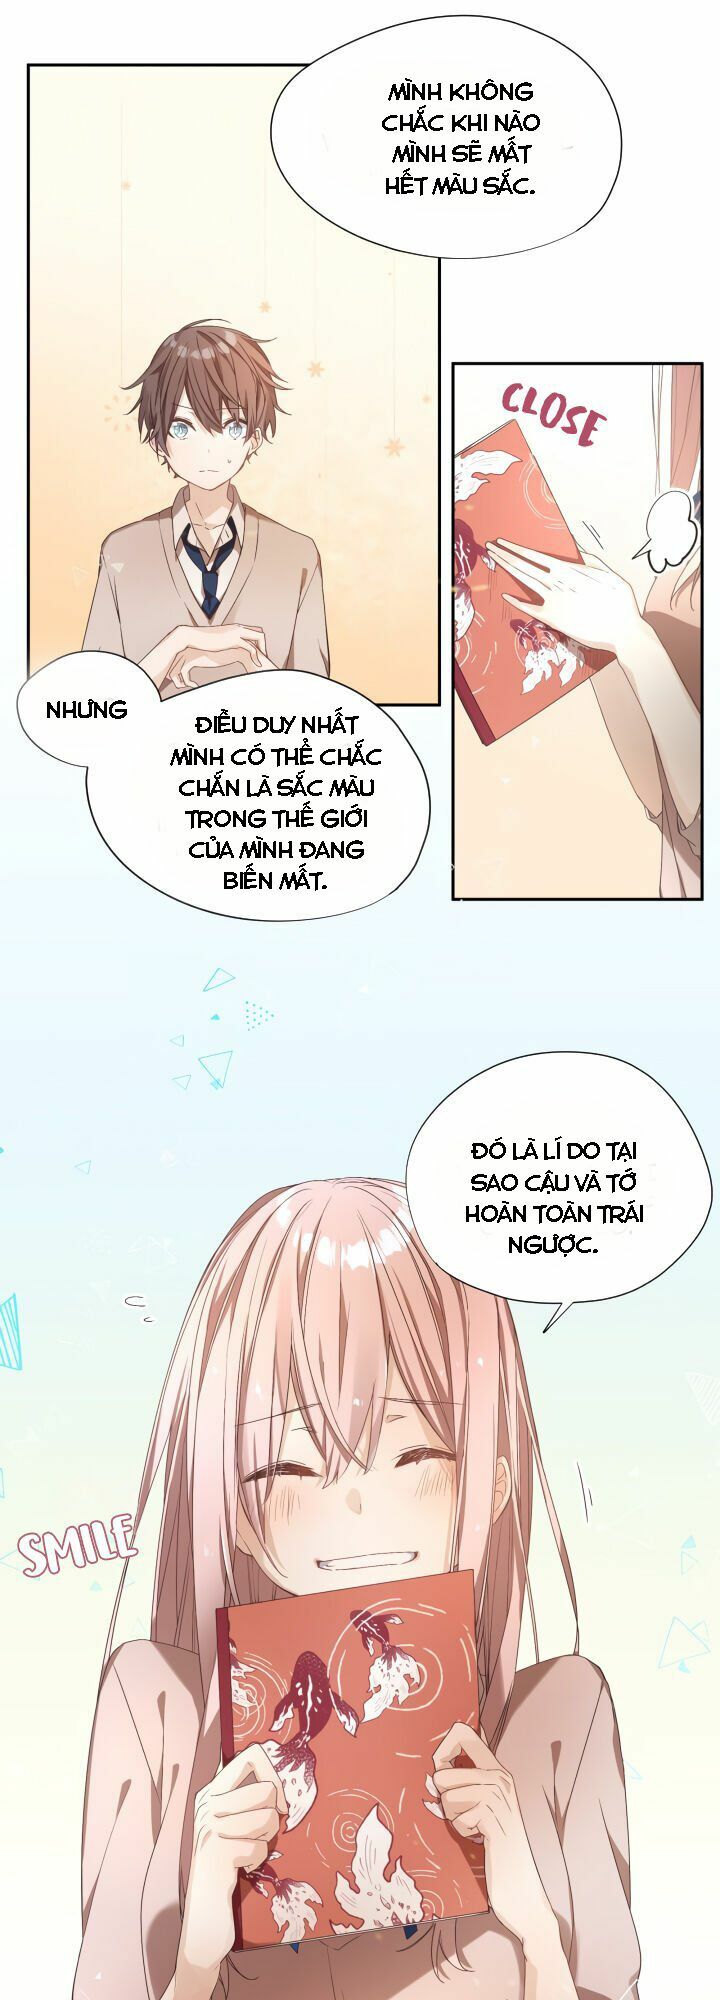 MÌNH KHÔNG
CHẮC KHI NÀO
MÌNH SẼ MẤT
HẾT MÀU SẮC.
CLOSE
NHƯNG
ĐIỀU DUY NHẤT
MÌNH CÓ THỂ CHẮC
CHẮN LÀ SẮC MÀU
TRONG THẾ GIỚI
CỦA MÌNH ĐANG
BIẾN MẤT.
ĐÓ LÀ LÍ DO TẠI
SAO CẬU VÀ TỚ
HOÀN TOÀN TRÁI
NGƯỢC.
SMILE